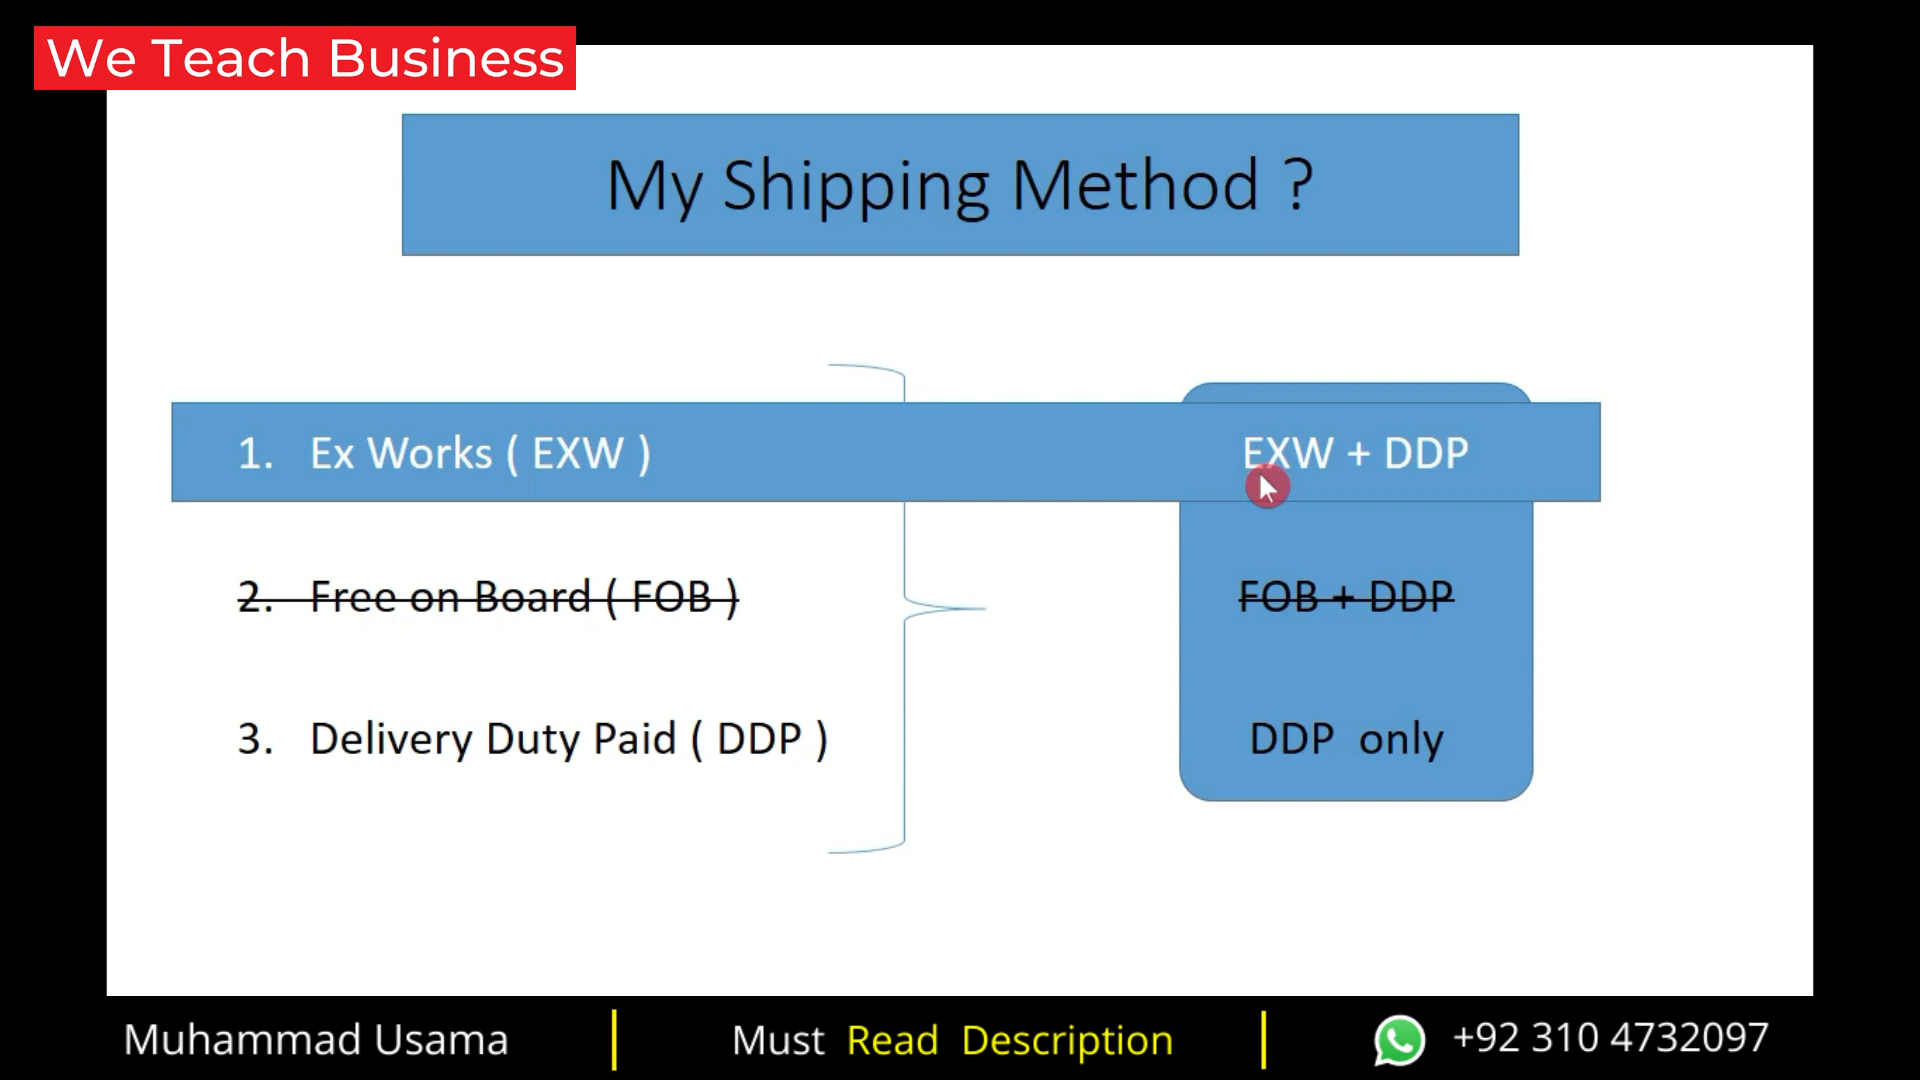 We Teach Business
My Shipping Method ?
1. Ex Works ( EXW ) EXW + DDP
2. Free on Board ( FOB ) FOB + DDP
3. Delivery Duty Paid ( DDP ) DDP only
Muhammad Usama | Must Read Description | +92 310 4732097